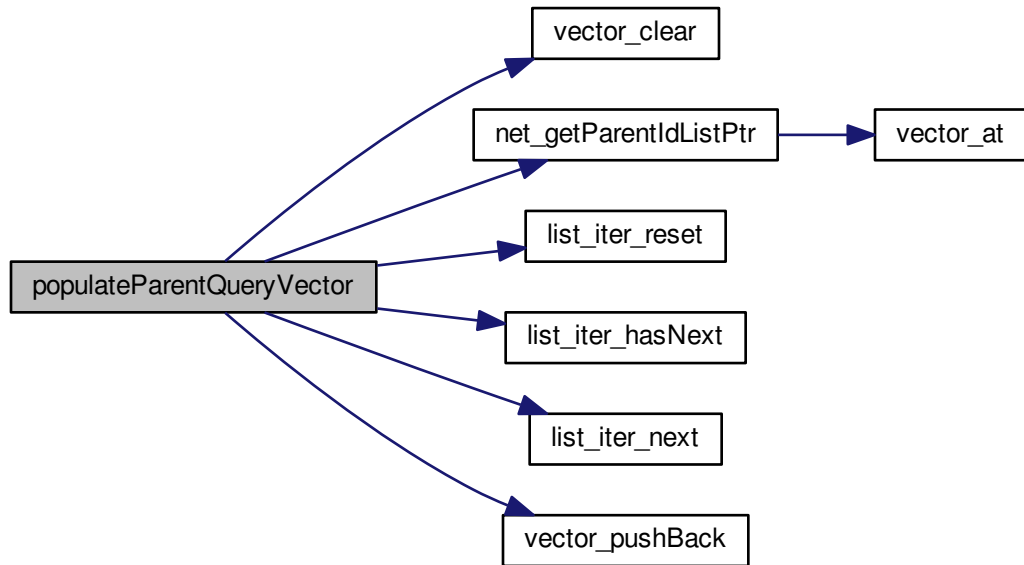 vector_clear
net_getParentIdListPtr
vector_at
list_iter_reset
populateParentQueryVector
list_iter_hasNext
list_iter_next
vector_pushBack